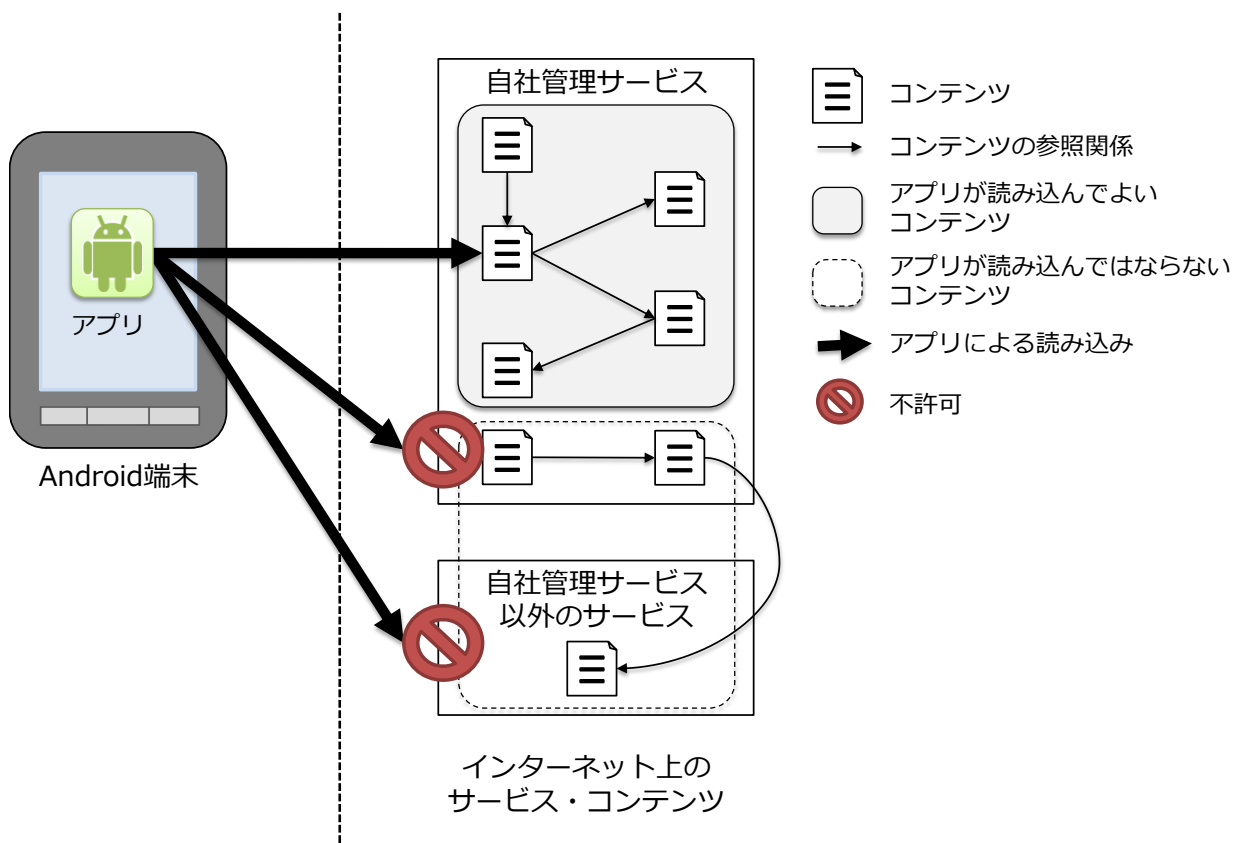 自社管理サービス
アプリ
Android端末
自社管理サービス
以外のサービス
インターネット上の
サービス・コンテンツ
コンテンツ
コンテンツの参照関係
アプリが読み込んでよい
コンテンツ
アプリが読み込んではならない
コンテンツ
アプリによる読み込み
不許可